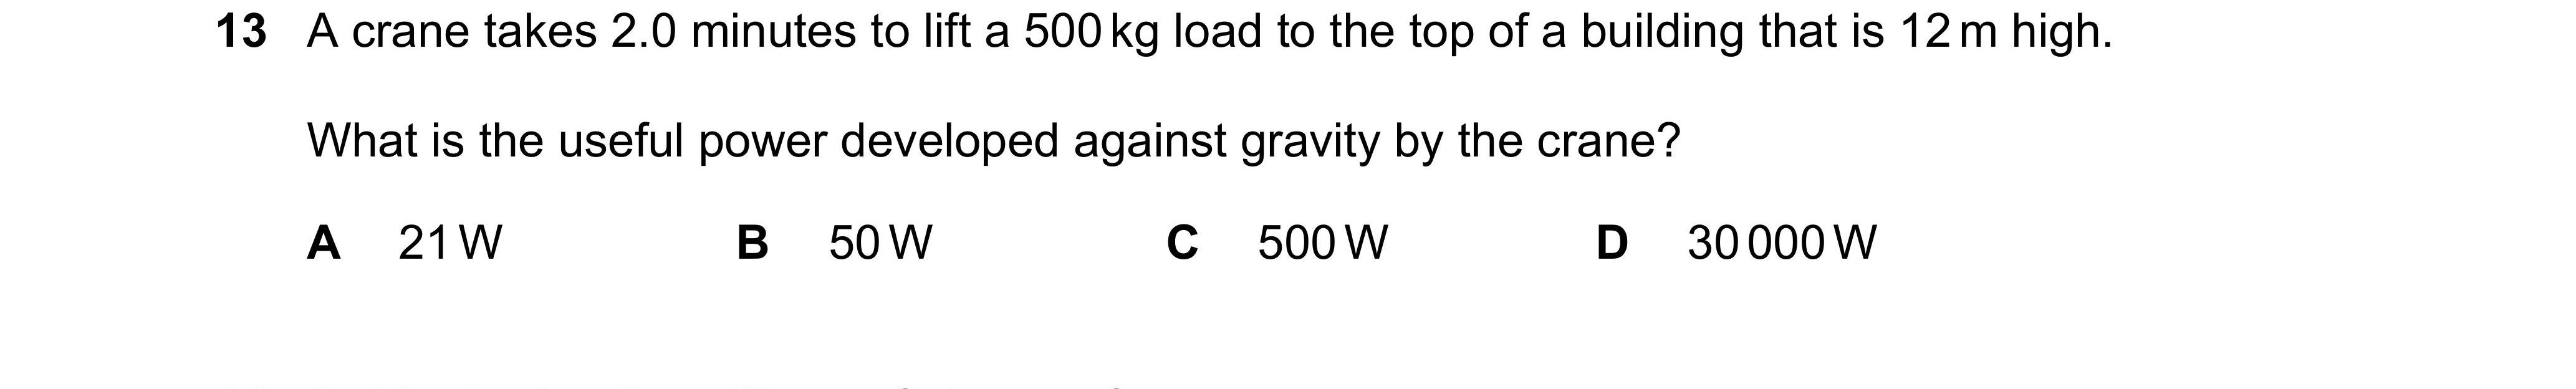 13 A crane takes 2.0 minutes to lift a 500 kg load to the top of a building that is 12 m high.
What is the useful power developed against gravity by the crane?
A 21 W B 50 W C 500 W D 30 000 W